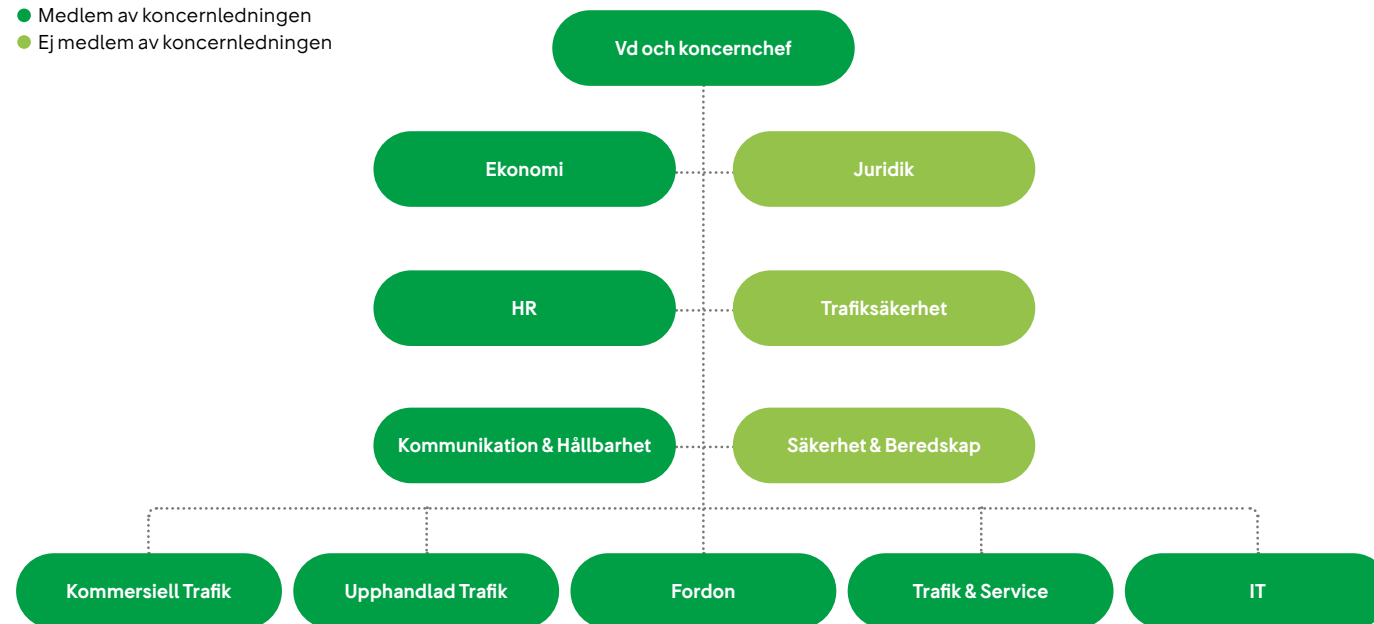 Medlem av koncernledningen
Ej medlem av koncernledningen
Vd och koncernchef
Ekonomi
Juridik
HR
Trafiksäkerhet
Kommunikation & Hållbarhet
Säkerhet & Beredskap
Kommersiell Trafik
Upphandlad Trafik
Fordon
Trafik & Service
IT